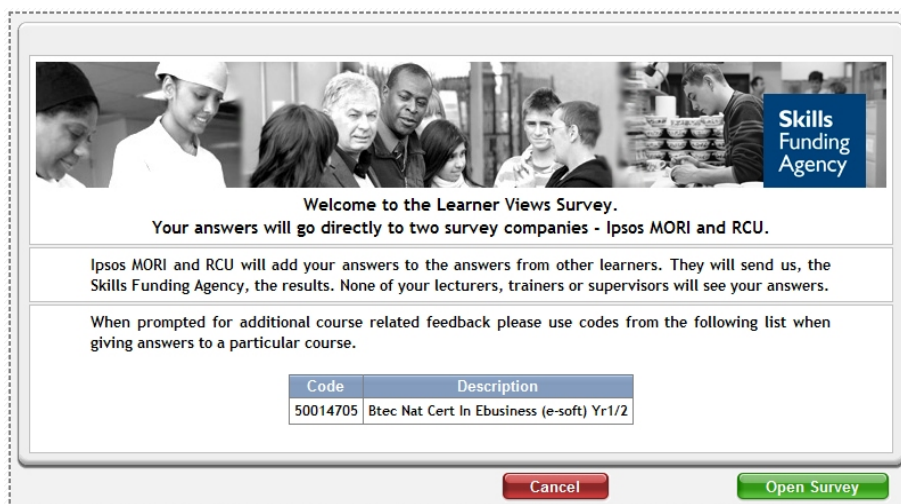 Skills
Funding
Agency
Welcome to the Learner Views Survey.
Your answers will go directly to two survey companies - Ipsos MORI and RCU.
Ipsos MORI and RCU will add your answers to the answers from other learners. They will send us, the
Skills Funding Agency, the results. None of your lecturers, trainers or supervisors will see your answers.
When prompted for additional course related feedback please use codes from the following list when
giving answers to a particular course.
Code Description
50014705 Btec Nat Cert In Ebusiness (e-soft) Yr1/2
Cancel Open Survey